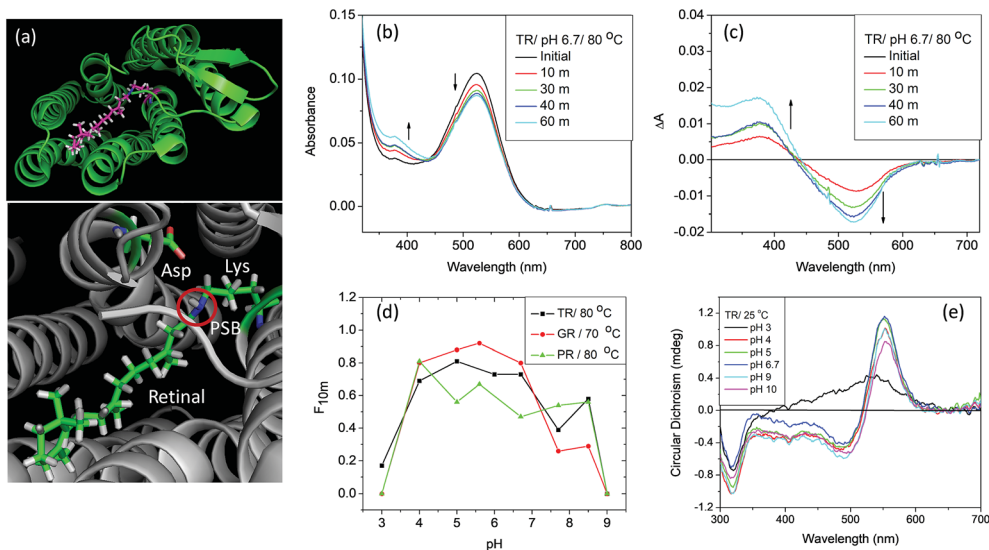 (a)
Asp
Lys
PSB
Retinal
(b)
TR/ pH 6.7/ 80 °C
Initial
10 m
30 m
40 m
60 m
Absorbance
0.15
0.10
0.05
0.00
400 500 600 700 800
Wavelength (nm)
(c)
TR/ pH 6.7/ 80 °C
Initial
10 m
30 m
40 m
60 m
ΔA
0.04
0.03
0.02
0.01
0.00
-0.01
-0.02
400 500 600 700
Wavelength (nm)
(d)
TR/ 80 °C
GR / 70 °C
PR / 80 °C
F10m
1.2
1.0
0.8
0.6
0.4
0.2
0.0
3 4 5 6 7 8 9
pH
(e)
TR/ 25 °C
pH 3
pH 4
pH 5
pH 6.7
pH 9
pH 10
Circular Dichroism (mdeg)
1.2
0.8
0.4
0.0
-0.4
-0.8
-1.2
300 400 500 600 700
Wavelength (nm)